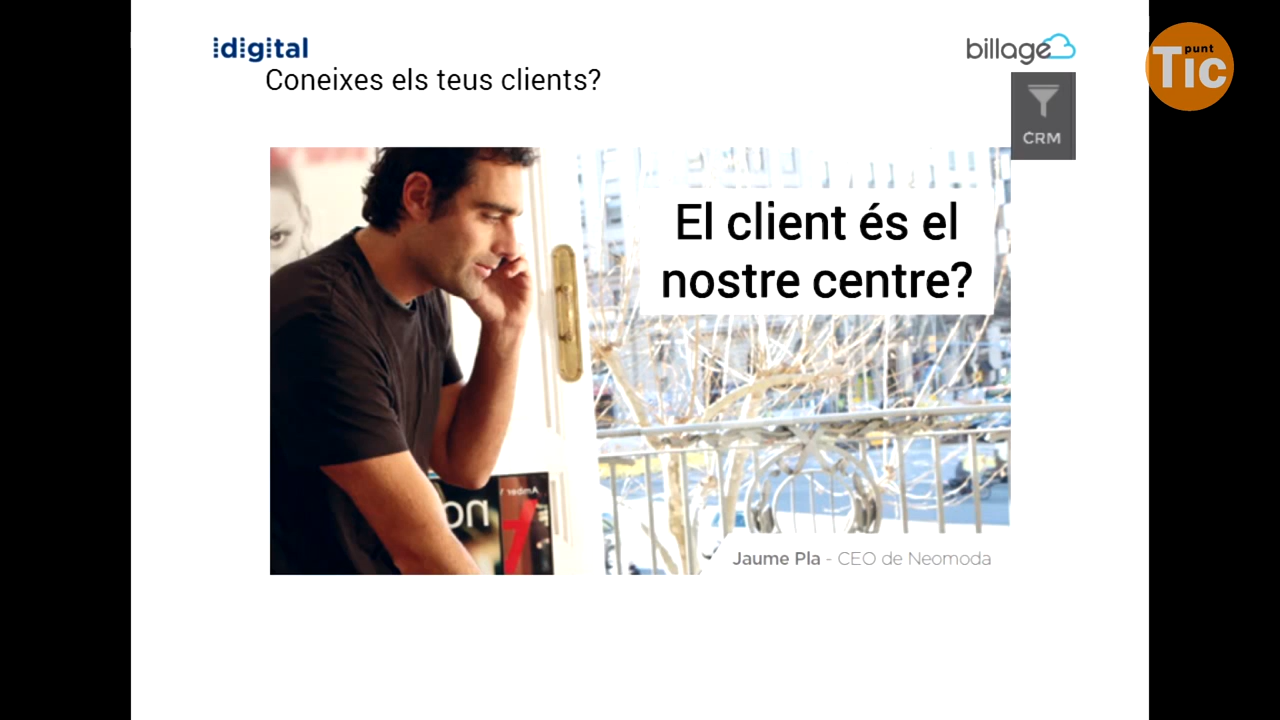 idigital
billage
punt
TIC
Coneixes els teus clients?
CRM
El client és el
nostre centre?
Jaume Pla - CEO de Neomoda